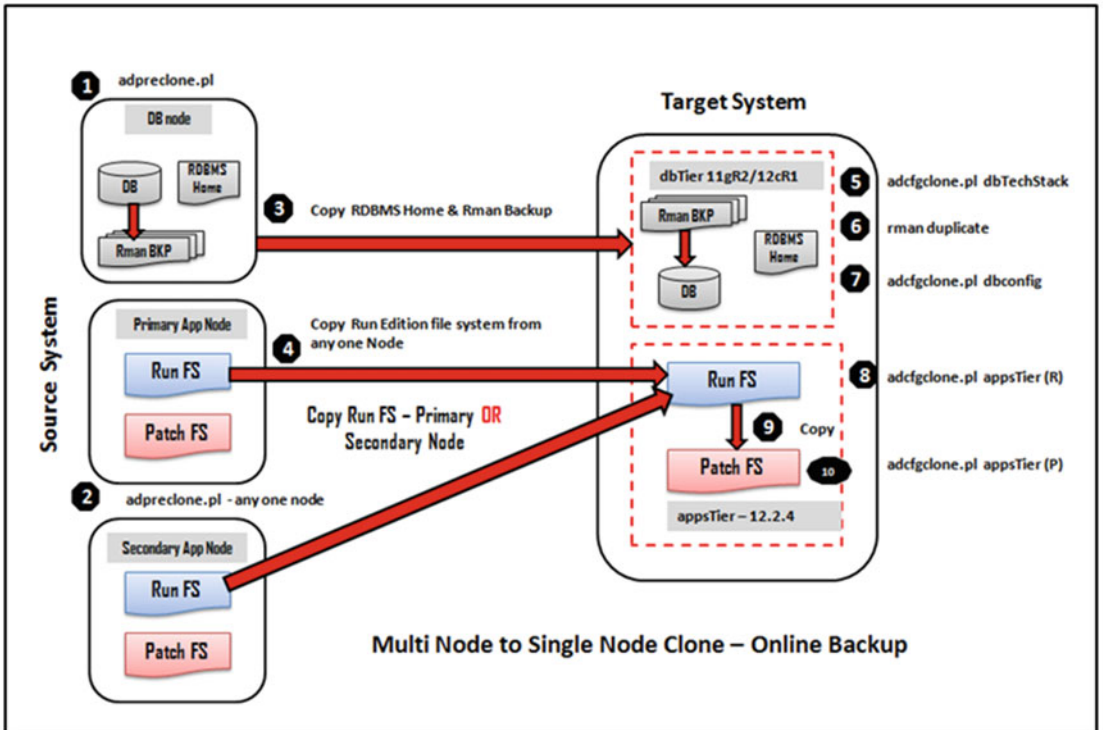 1
adpreclone.pl
DB node
DB
RDBMS
Home
Rman BKP
3
Copy RDBMS Home & Rman Backup
Source System
Primary App Node
Run FS
Patch FS
4
Copy Run Edition file system from
any one Node
Copy Run FS – Primary OR
Secondary Node
2
adpreclone.pl - any one node
Secondary App Node
Run FS
Patch FS
Target System
dbTier 11gR2/12cR1
Rman BKP
RDBMS
Home
DB
5
adcfgclone.pl dbTechStack
6
rman duplicate
7
adcfgclone.pl dbconfig
Run FS
8
adcfgclone.pl appsTier (R)
9
Copy
Patch FS
10
adcfgclone.pl appsTier (P)
appsTier – 12.2.4
Multi Node to Single Node Clone – Online Backup